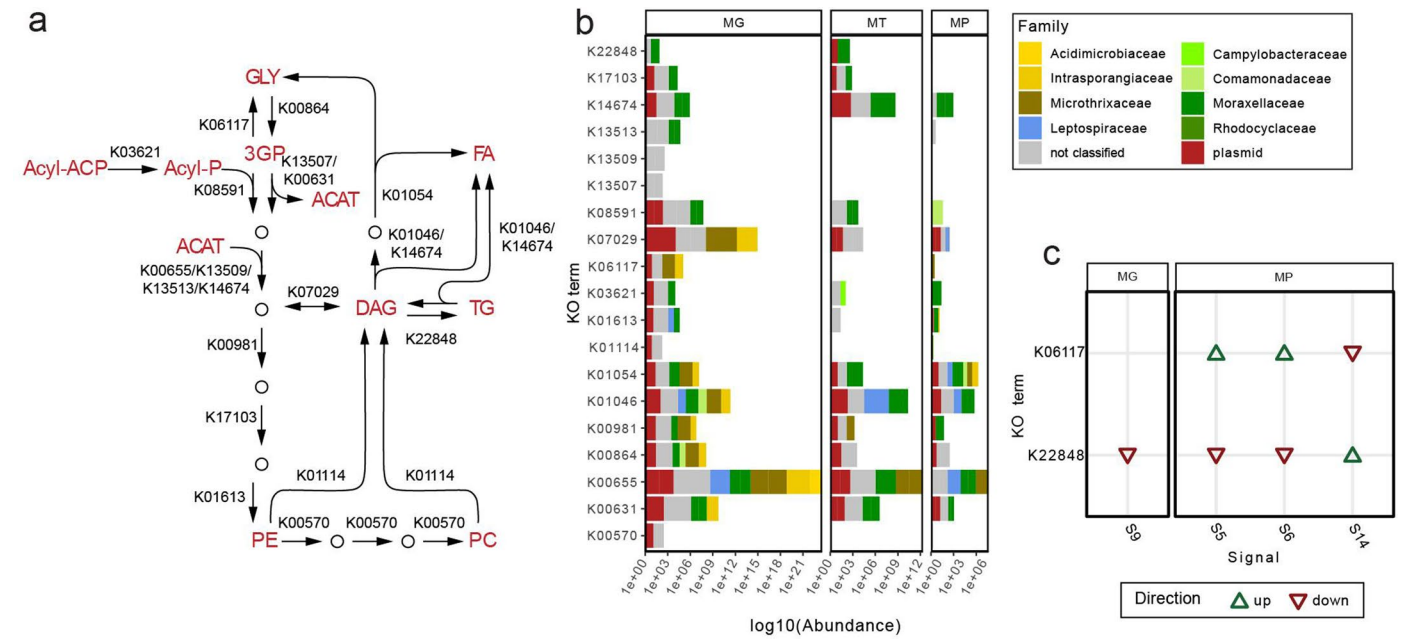 a
GLY
K00864
K06117
K03621
3GP
K13507/
K00631
Acyl-ACP
Acyl-P
FA
K08591
ACAT
K01054
ACAT
K01046/
K14674
K01046/
K14674
K00655/K13509/
K13513/K14674
K07029
DAG
TG
K22848
K00981
K17103
K01114
K01114
K01613
K00570
K00570
K00570
PE
PC
b
MG
MT
MP
KO term
K22848
K17103
K14674
K13513
K13509
K13507
K08591
K07029
K06117
K03621
K01613
K01114
K01054
K01046
K00981
K00864
K00655
K00631
K00570
1e+00
1e+03
1e+06
1e+09
1e+12
1e+15
1e+18
1e+21
1e+00
1e+03
1e+06
1e+09
1e+12
1e+00
1e+03
1e+06
log10(Abundance)
Family
Acidimicrobiaceae
Intrasporangiaceae
Microthrixaceae
Leptospiraceae
not classified
Campylobacteraceae
Comamonadaceae
Moraxellaceae
Rhodocyclaceae
plasmid
c
MG
MP
KO term
K06117
K22848
S9
S5
S6
S14
Signal
Direction
up
down